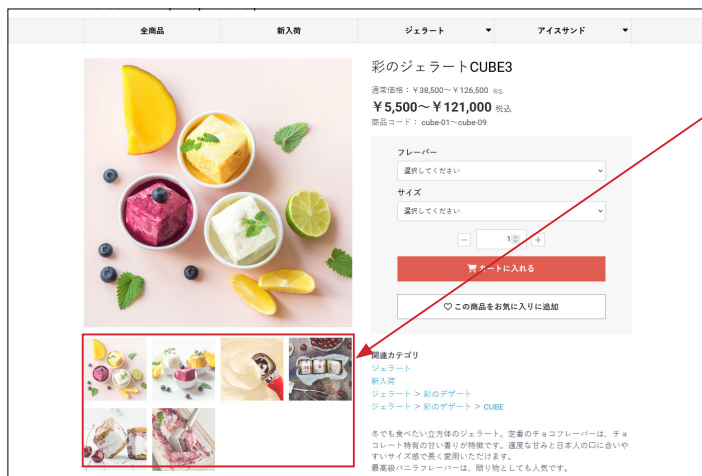 全商品
新入荷
ジェラート
アイスサンド
彩のジェラートCUBE3
通常価格：￥38,500～￥126,500 税込
￥5,500～￥121,000 税込
商品コード： cube-01～cube-09
フレーバー
選択してください
サイズ
選択してください
1
カートに入れる
この商品をお気に入りに追加
関連カテゴリ
ジェラート
新入荷
ジェラート ＞ 彩のデザート
ジェラート ＞ 彩のデザート ＞ CUBE
冬でも食べたい立方体のジェラート。定番のチョコフレーバーは、チョ
コレート特有の甘い香りが特徴です。適度な甘みと日本人の口に合いや
すいサイズ感で長く愛用いただけます。
最高級バニラフレーバーは、贈り物としても人気です。